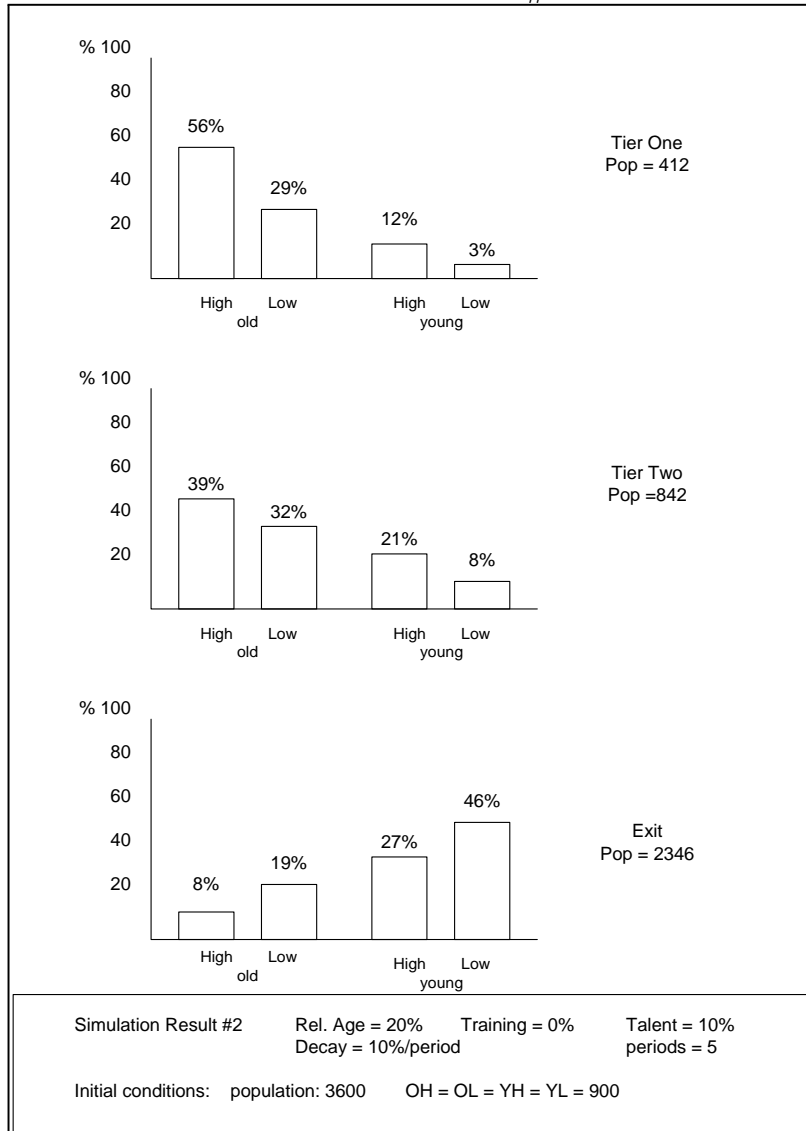 % 100
80
60
40
20
56%
29%
12%
3%
High Low High Low
old young
Tier One
Pop = 412
% 100
80
60
40
20
39%
32%
21%
8%
High Low High Low
old young
Tier Two
Pop =842
% 100
80
60
40
20
8%
19%
27%
46%
High Low High Low
old young
Exit
Pop = 2346
Simulation Result #2 Rel. Age = 20% Training = 0% Talent = 10%
Decay = 10%/period periods = 5
Initial conditions: population: 3600 OH = OL = YH = YL = 900